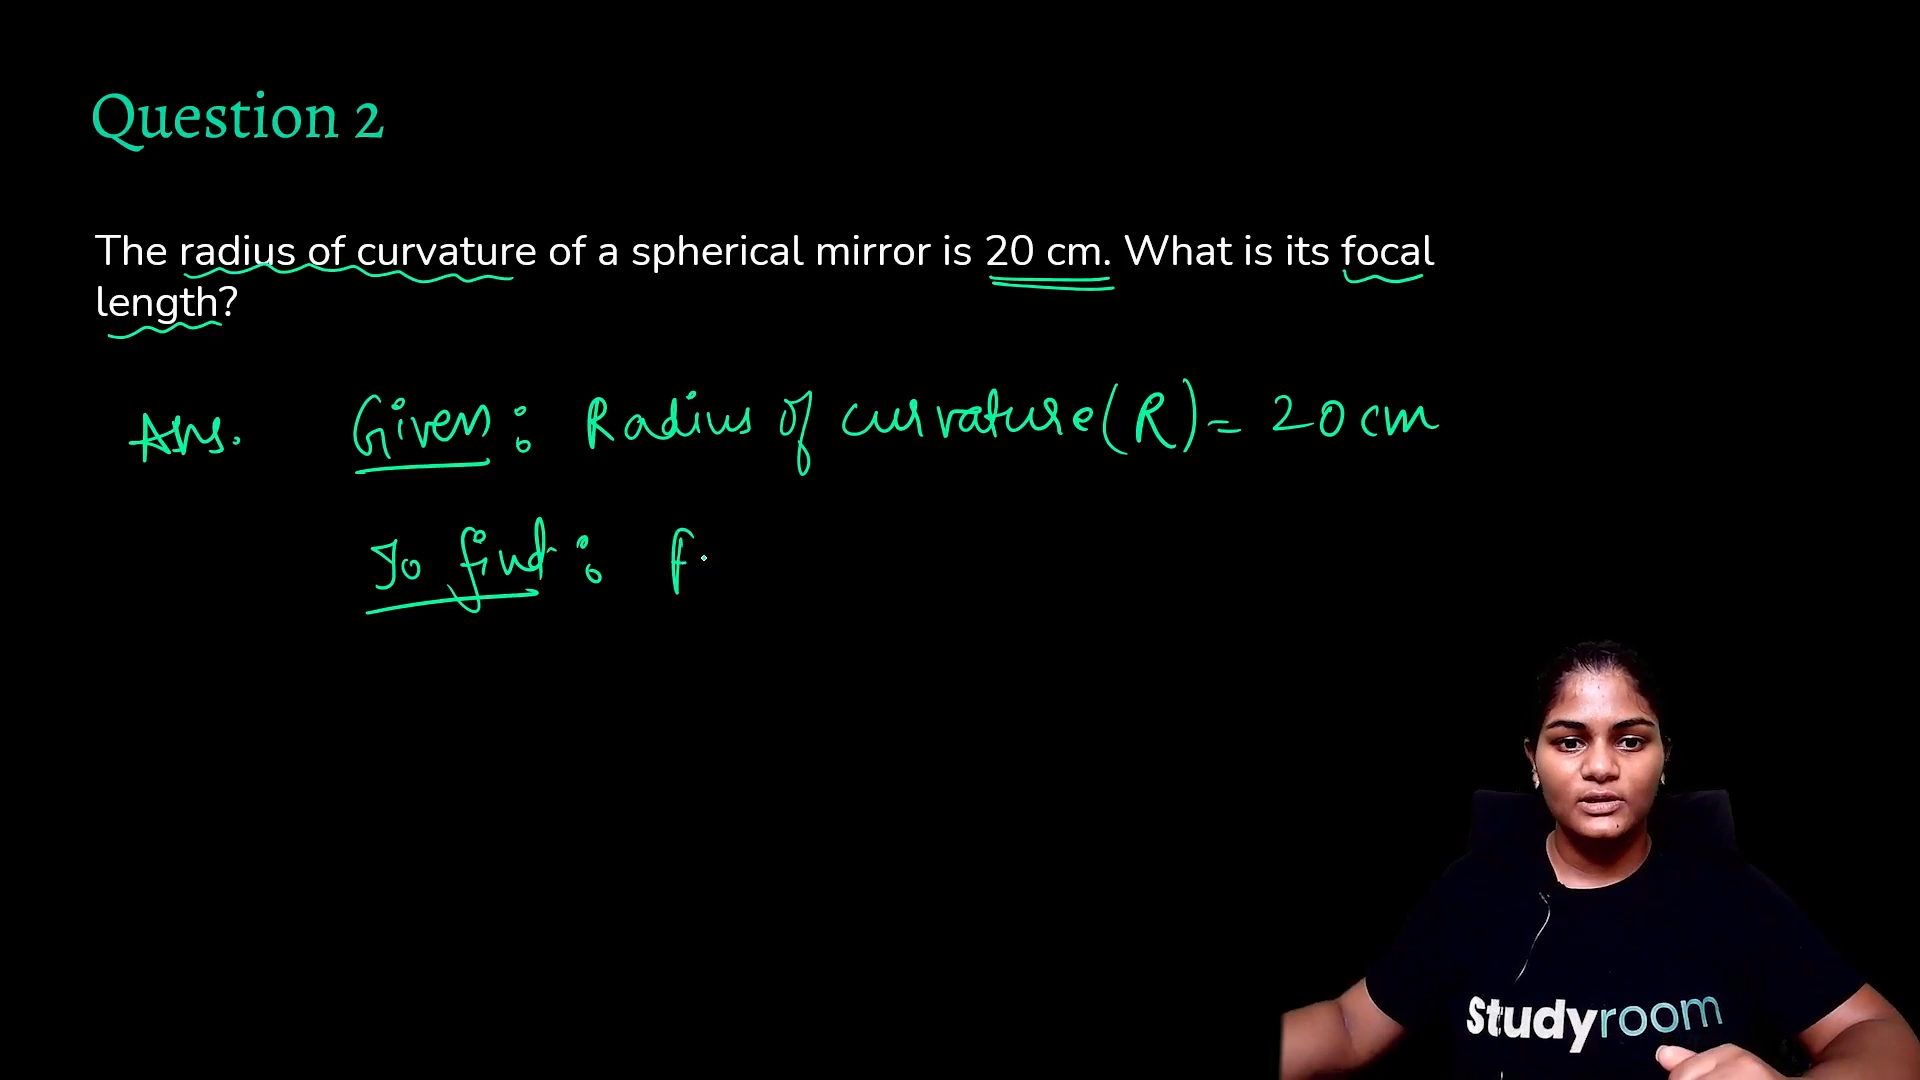 Question 2
The radius of curvature of a spherical mirror is 20 cm. What is its focal
length?
Ans. Given: Radius of curvature (R) = 20 cm
To find: f
Studyroom